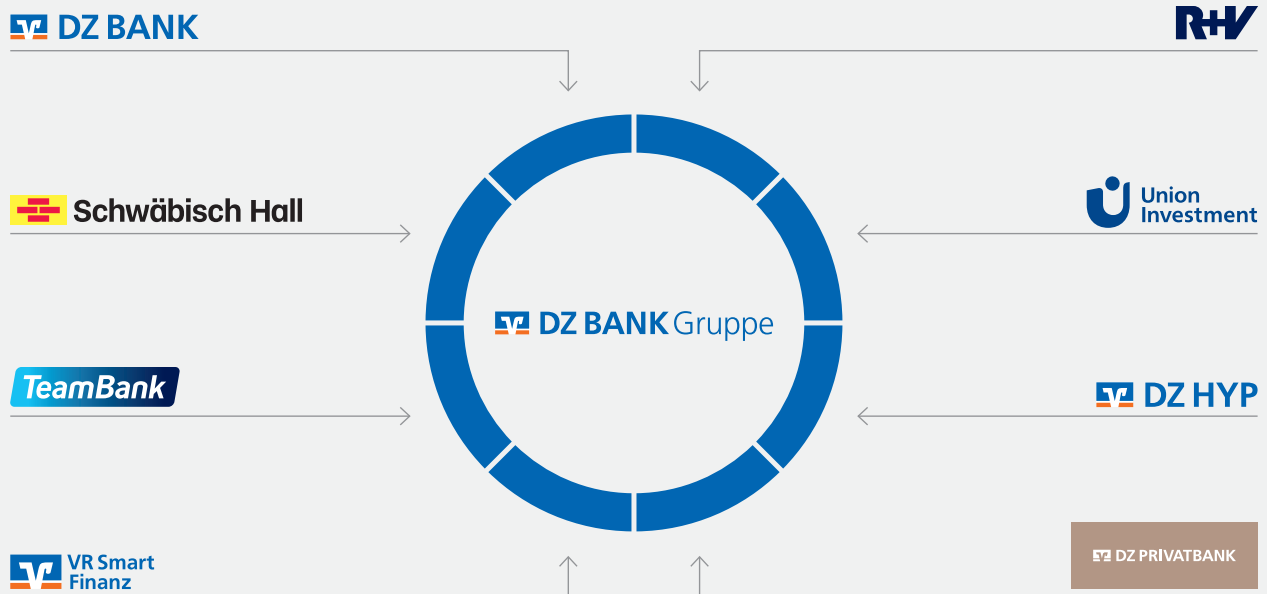 DZ BANK
R+V
Schwäbisch Hall
Union
Investment
DZ BANK Gruppe
TeamBank
DZ HYP
VR Smart
Finanz
DZ PRIVATBANK